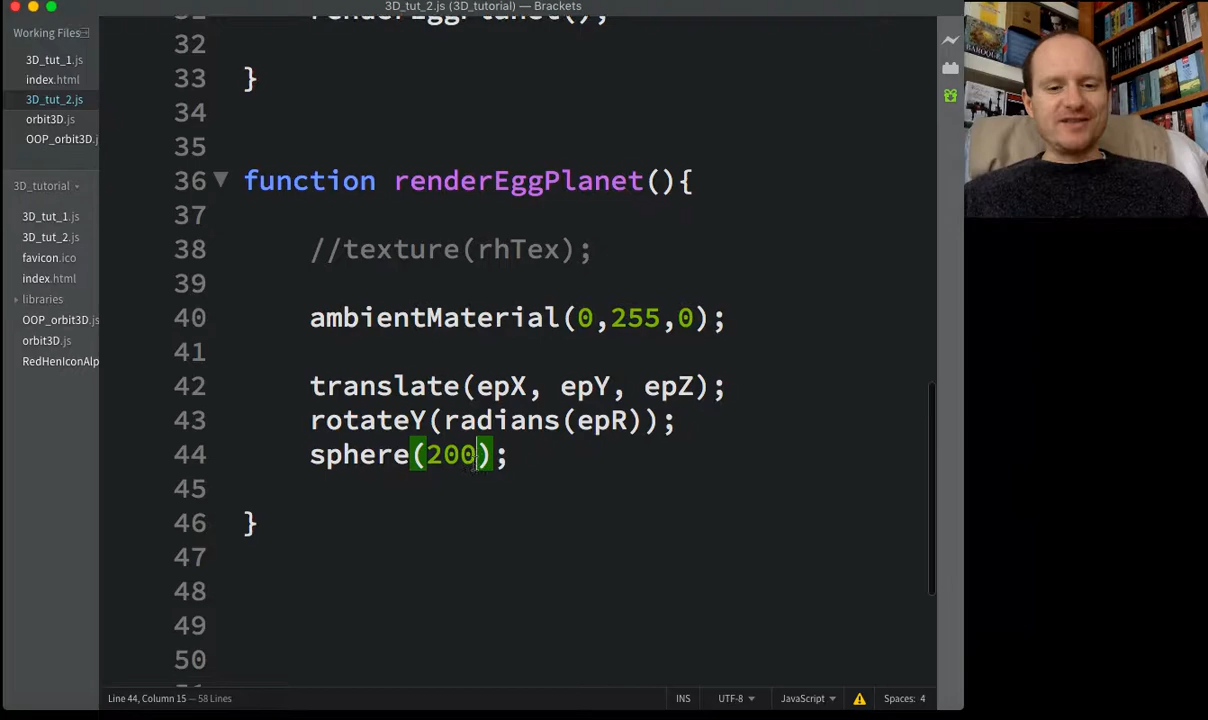 3D_tut_2.js (3D_tutorial) — Brackets
Working Files
3D_tut_1.js
index.html
3D_tut_2.js
orbit3D.js
OOP_orbit3D.j
3D_tutorial
3D_tut_1.js
3D_tut_2.js
favicon.ico
index.html
libraries
OOP_orbit3D.js
orbit3D.js
RedHenIconAlp
renderEggPlanet();
32
33 }
34
35
36 function renderEggPlanet(){
37
38 //texture(rhTex);
39
40 ambientMaterial(0,255,0);
41
42 translate(epX, epY, epZ);
43 rotateY(radians(epR));
44 sphere(200);
45
46 }
47
48
49
50
Line 44, Column 15 — 58 Lines
INS
UTF-8
JavaScript
Spaces: 4
BAROQUE